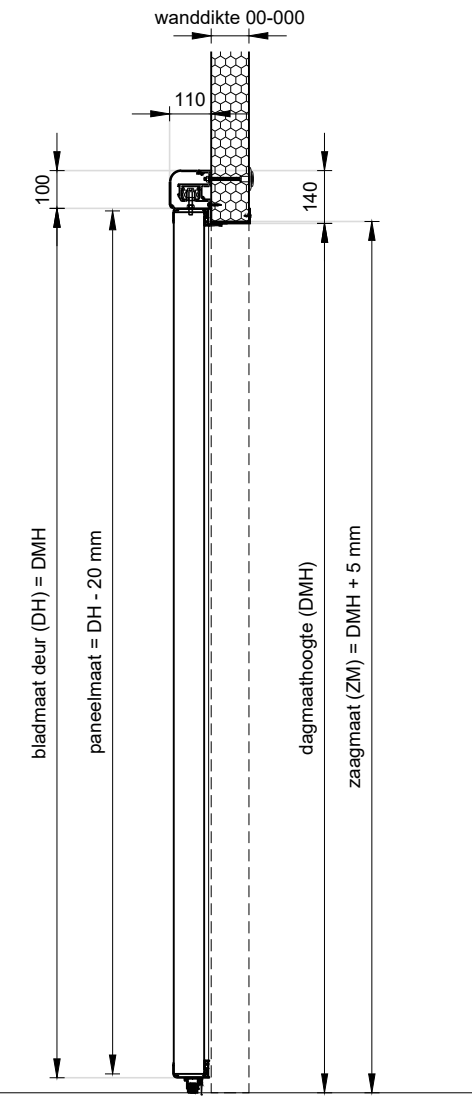 wanddikte 00-000
110
100
140
bladmaat deur (DH) = DMH
paneelmaat = DH - 20 mm
dagmaathoogte (DMH)
zaagmaat (ZM) = DMH + 5 mm